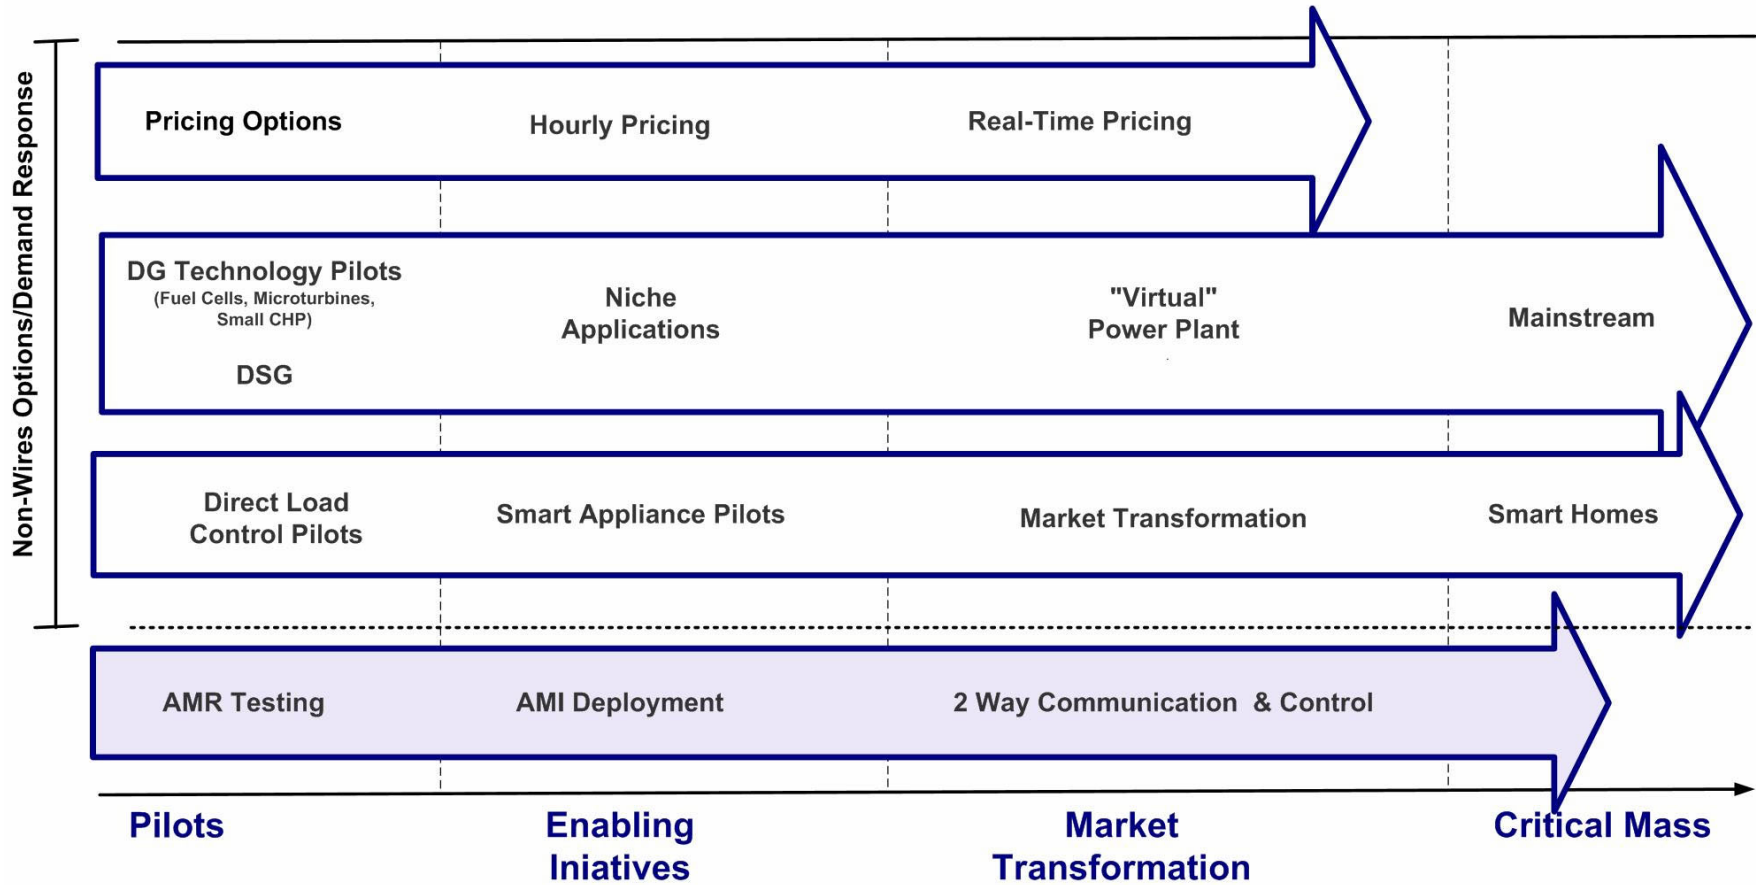 Non-Wires Options/Demand Response
Pricing Options
Hourly Pricing
Real-Time Pricing
DG Technology Pilots
(Fuel Cells, Microturbines,
Small CHP)
DSG
Niche
Applications
"Virtual"
Power Plant
Mainstream
Direct Load
Control Pilots
Smart Appliance Pilots
Market Transformation
Smart Homes
AMR Testing
AMI Deployment
2 Way Communication & Control
Pilots
Enabling
Iniatives
Market
Transformation
Critical Mass